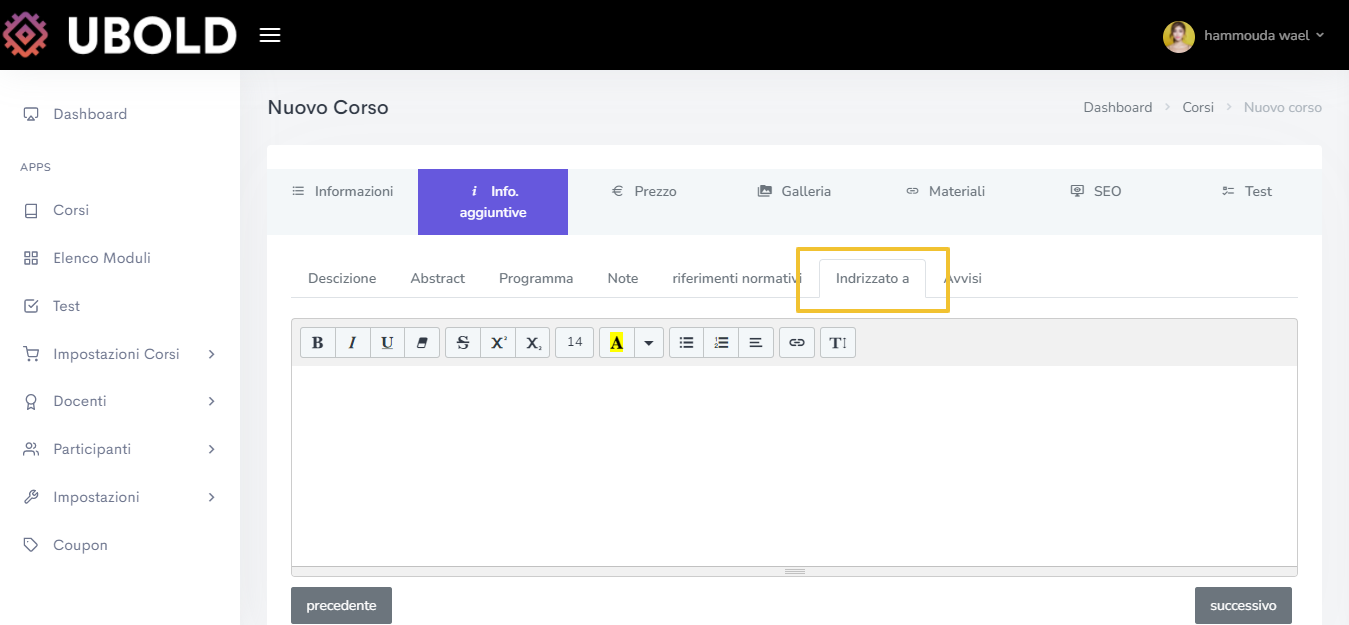 UBOLD
hammouda wael
Dashboard
APPS
Corsi
Elenco Moduli
Test
Impostazioni Corsi
Docenti
Participanti
Impostazioni
Coupon
Nuovo Corso
Dashboard > Corsi > Nuovo corso
Informazioni
Info.
aggiuntive
Prezzo
Galleria
Materiali
SEO
Test
Descizione
Abstract
Programma
Note
riferimenti normativi
Indrizzato a
Avvisi
B I U S X² X₂ 14 A TI
precedente
successivo